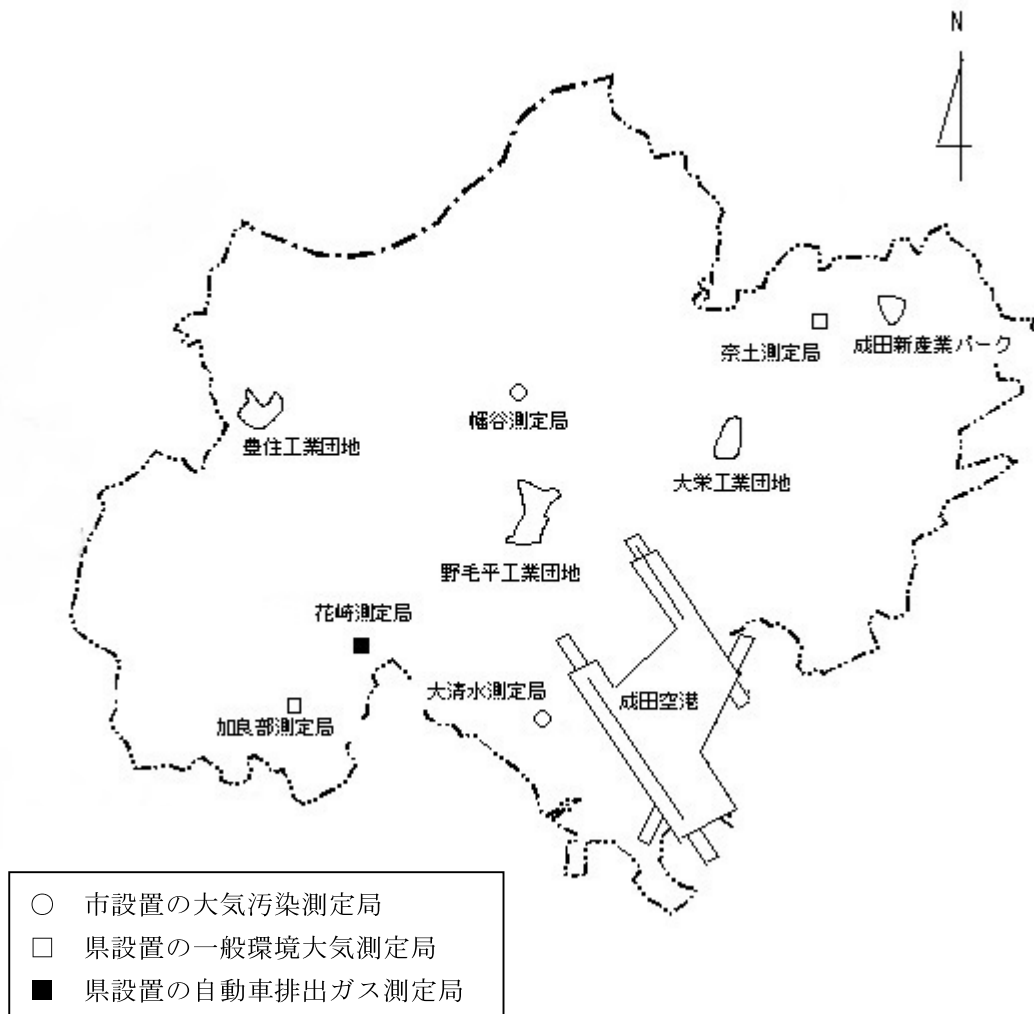 N
奈土測定局
成田新産業パーク
幡谷測定局
豊住工業団地
大栄工業団地
野毛平工業団地
花崎測定局
大清水測定局
成田空港
加良部測定局
○ 市設置の大気汚染測定局
□ 県設置の一般環境大気測定局
■ 県設置の自動車排出ガス測定局